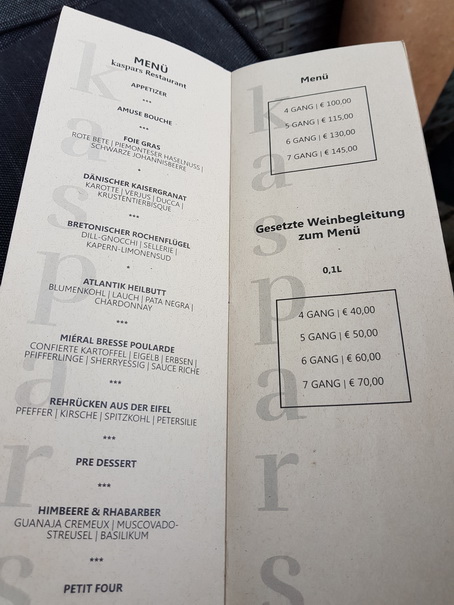 MENÜ
kaspars Restaurant
APPETIZER
***
AMUSE BOUCHE
***
FOIE GRAS
ROTE BETE | PIEMONTESER HASELNUSS |
SCHWARZE JOHANNISBEERE
*
DÄNISCHER KAISERGRANAT
KAROTTE | VERJUS | DUCCA |
KRUSTENTIERBISQUE
***
BRETONISCHER ROCHENFLÜGEL
DILL-GNOCCHI | SELLERIE |
KAPERN-LIMONENSUD
*
ATLANTIK HEILBUTT
BLUMENKOHL | LAUCH | PATA NEGRA |
CHARDONNAY
***
MIÉRAL BRESSE POULARDE
CONFIERTE KARTOFFEL | EIGELB | ERBSEN |
PFIFFERLINGE | SHERRYESSIG | SAUCE RICHE
***
REHRÜCKEN AUS DER EIFEL
PFEFFER | KIRSCHE | SPITZKOHL | PETERSILIE
***
PRE DESSERT
***
HIMBEERE & RHABARBER
GUANAJA CREMEUX | MUSCOVADO-
STREUSEL | BASILIKUM
***
PETIT FOUR
kaspars
Menü
4 GANG | € 100,00
5 GANG | € 115,00
6 GANG | € 130,00
7 GANG | € 145,00
Gesetzte Weinbegleitung
zum Menü
0,1L
4 GANG | € 40,00
5 GANG | € 50,00
6 GANG | € 60,00
7 GANG | € 70,00
kaspars